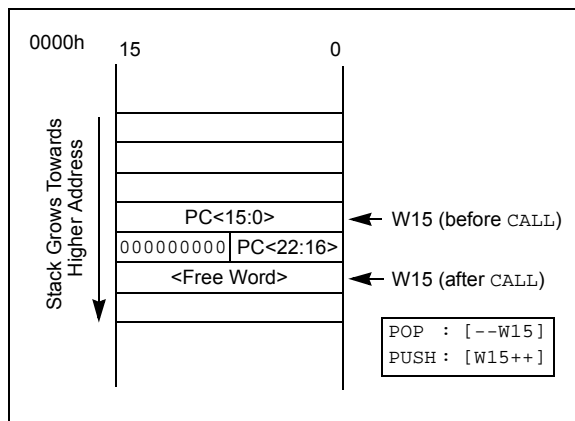 0000h
15 0
Stack Grows Towards
Higher Address
PC<15:0>
W15 (before CALL)
000000000 PC<22:16>
<Free Word>
W15 (after CALL)
POP : [--W15]
PUSH : [W15++]